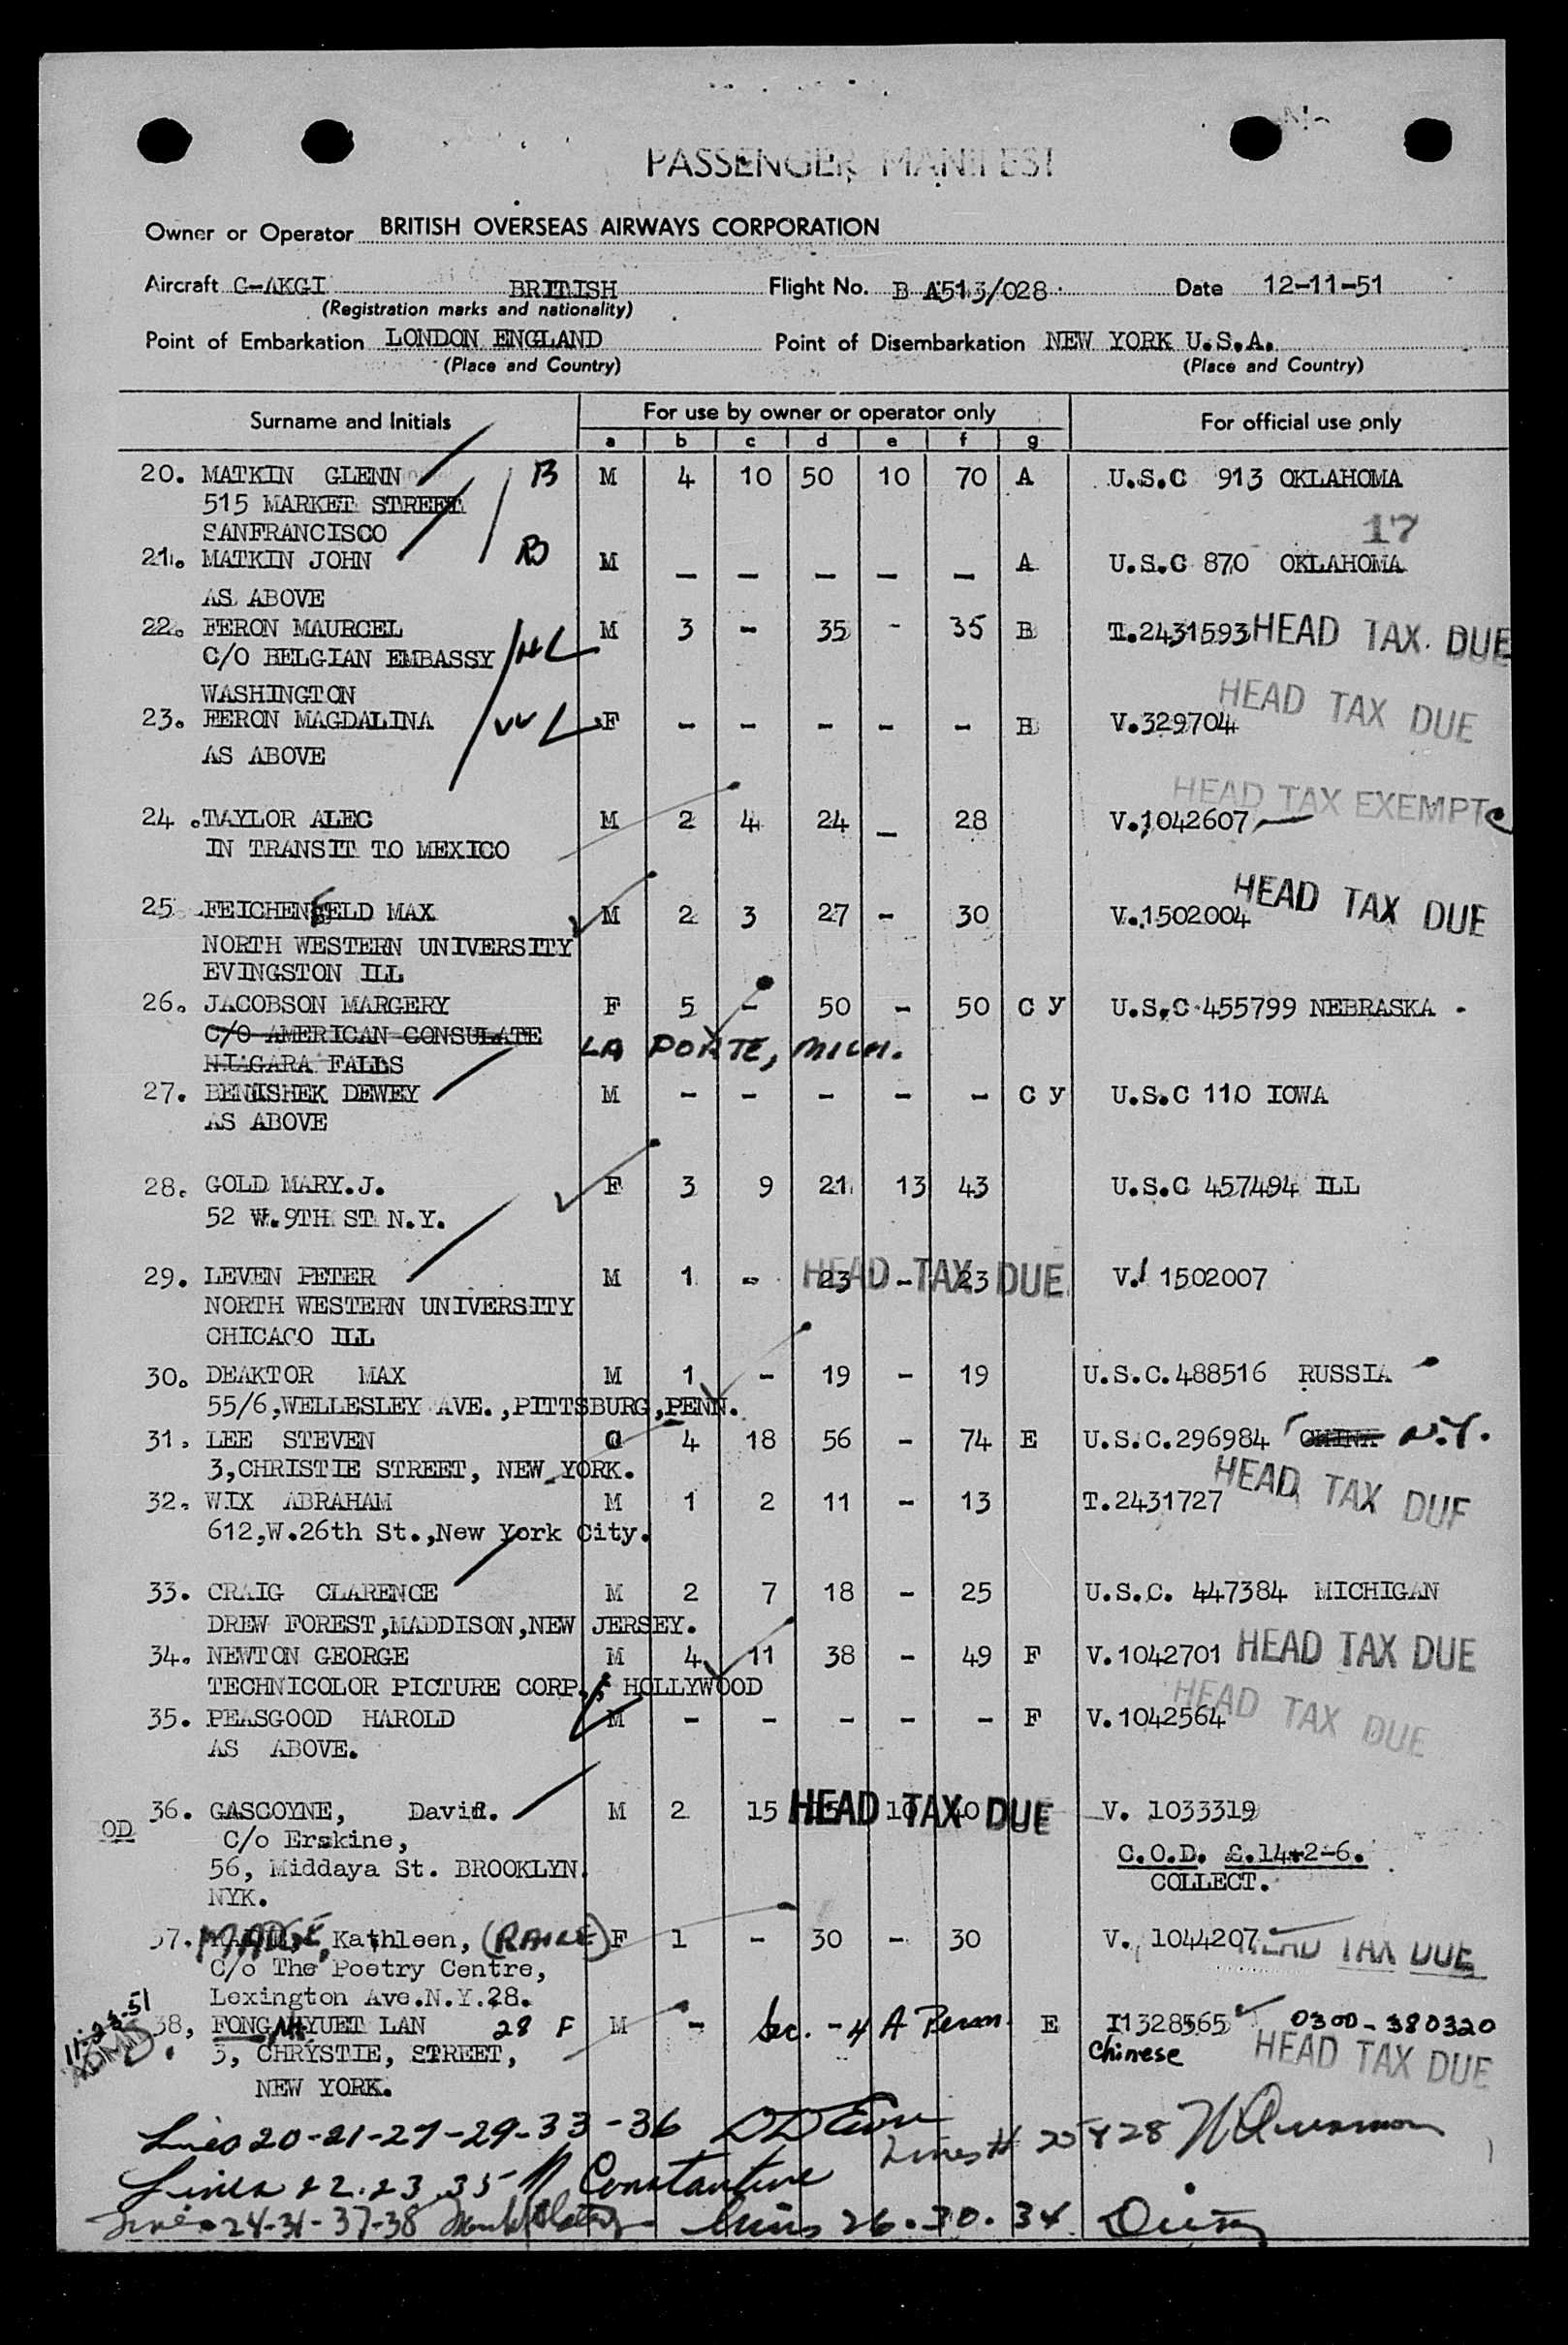 PASSENGER MANIFEST
Owner or Operator BRITISH OVERSEAS AIRWAYS CORPORATION
Aircraft G-AKGI BRITISH Flight No. B A513/028 Date 12-11-51
(Registration marks and nationality)
Point of Embarkation LONDON ENGLAND Point of Disembarkation NEW YORK U.S.A.
(Place and Country) (Place and Country)
Surname and Initials For use by owner or operator only For official use only
a b c d e f g
20. MATKIN GLENN B M 4 10 50 10 70 A U.S.C 913 OKLAHOMA
515 MARKET STREET
SANFRANCISCO 17
21. MATKIN JOHN B M - - - - - A U.S.C 870 OKLAHOMA
AS ABOVE
22. FERON MAURCEL M 3 - 35 - 35 B T.2431593 HEAD TAX DUE
C/O BELGIAN EMBASSY
WASHINGTON HEAD TAX DUE
23. FERON MAGDALINA F - - - - - B V.329704
AS ABOVE
HEAD TAX EXEMPT
24. TAYLOR ALEC M 2 4 24 - 28 V.1042607
IN TRANSIT TO MEXICO
25 FEICHENFELD MAX M 2 3 27 - 30 V.1502004 HEAD TAX DUE
NORTH WESTERN UNIVERSITY
EVINGSTON ILL
26. JACOBSON MARGERY F 5 - 50 - 50 C y U.S.C 455799 NEBRASKA
C/O AMERICAN CONSULATE LA PORTE, MICH.
NIAGARA FALLS
27. BENISHEK DEWEY M - - - - - C y U.S.C 110 IOWA
AS ABOVE
28. GOLD MARY.J. F 3 9 21 13 43 U.S.C 457494 ILL
52 W.9TH ST N.Y.
29. LEVEN PETER M 1 - 23 - 23 HEAD TAX DUE V. 1502007
NORTH WESTERN UNIVERSITY
CHICACO ILL
30. DEAKTOR MAX M 1 - 19 - 19 U.S.C.488516 RUSSIA
55/6,WELLESLEY AVE.,PITTSBURG,PENN.
31. LEE STEVEN 4 18 56 - 74 E U.S.C.296984 CHINA N.Y.
3,CHRISTIE STREET, NEW YORK.
32. WIX ABRAHAM M 1 2 11 - 13 T.2431727 HEAD TAX DUE
612,W.26th St.,New York City.
33. CRAIG CLARENCE M 2 7 18 - 25 U.S.C. 447384 MICHIGAN
DREW FOREST,MADDISON,NEW JERSEY.
34. NEWTON GEORGE M 4 11 38 - 49 F V.1042701 HEAD TAX DUE
TECHNICOLOR PICTURE CORP., HOLLYWOOD
35. PEASGOOD HAROLD M - - - - - F V.1042564 HEAD TAX DUE
AS ABOVE.
OD 36. GASCOYNE, David. M 2 15 10 HEAD TAX DUE V. 1033319
C/o Erskine, C.O.D. £.14-2-6.
56, Middaya St. BROOKLYN. COLLECT.
NYK.
37. MADGE, Kathleen, (RAINE) F 1 - 30 - 30 V. 1044207 HEAD TAX DUE
C/o The Poetry Centre,
Lexington Ave.N.Y.28.
38, FONG YUET LAN 28 F M - Sec. - 4 A Perm. E I1328565 0300-380320
11-23-51 ADMD. 3, CHRYSTIE, STREET, Chinese HEAD TAX DUE
NEW YORK.
Lines 20-21-27-29-33-36
Lines # 25 & 28
Lines 22.23 35 Constantine
Lines 24-31-37-38 Lines 26.30.34